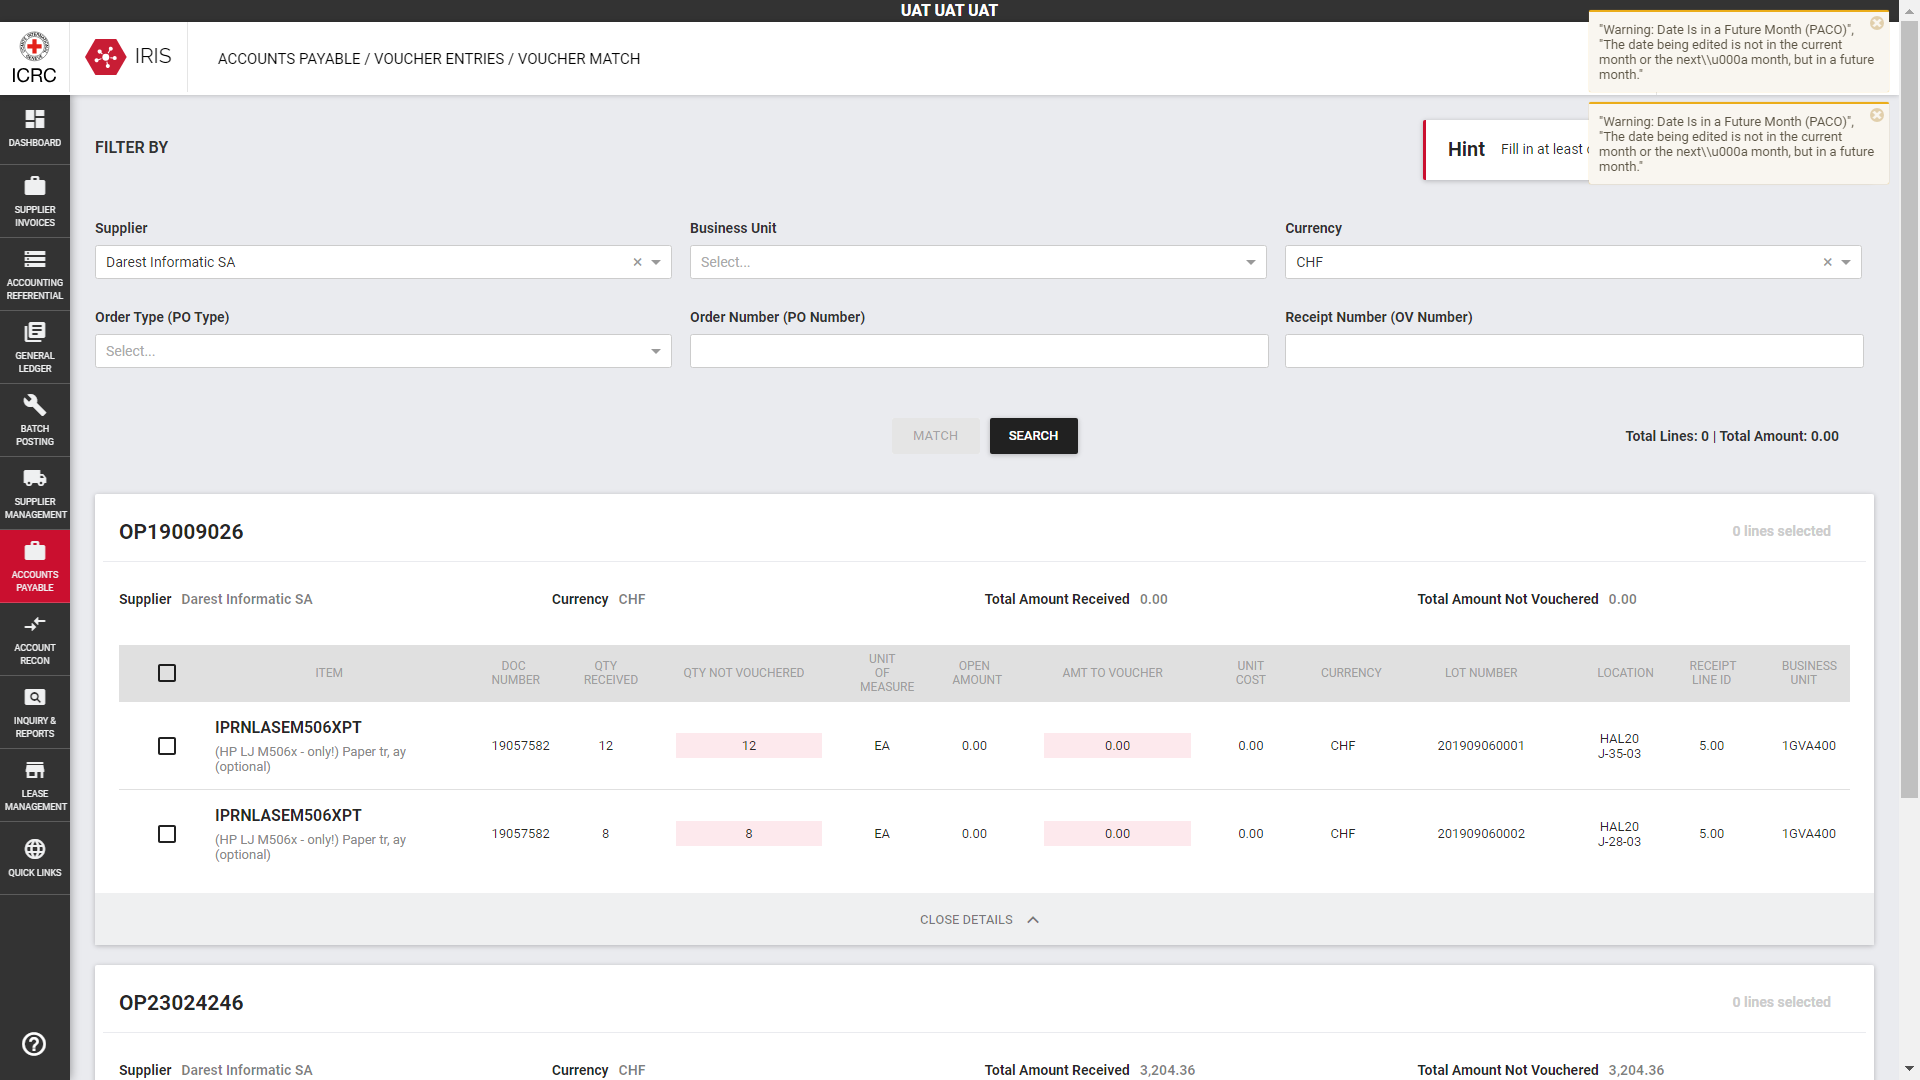 UAT UAT UAT
ICRC
IRIS
ACCOUNTS PAYABLE / VOUCHER ENTRIES / VOUCHER MATCH
"Warning: Date Is in a Future Month (PACO)",
"The date being edited is not in the current
month or the next\\u000a month, but in a future
month."
"Warning: Date Is in a Future Month (PACO)",
"The date being edited is not in the current
month or the next\\u000a month, but in a future
month."
DASHBOARD
SUPPLIER
INVOICES
ACCOUNTING
REFERENTIAL
GENERAL
LEDGER
BATCH
POSTING
SUPPLIER
MANAGEMENT
ACCOUNTS
PAYABLE
ACCOUNT
RECON
INQUIRY &
REPORTS
LEASE
MANAGEMENT
QUICK LINKS
FILTER BY
Hint Fill in at least
Supplier Business Unit Currency
Darest Informatic SA Select... CHF
Order Type (PO Type) Order Number (PO Number) Receipt Number (OV Number)
Select...
MATCH SEARCH Total Lines: 0 | Total Amount: 0.00
OP19009026 0 lines selected
Supplier Darest Informatic SA Currency CHF Total Amount Received 0.00 Total Amount Not Vouchered 0.00
ITEM DOC NUMBER QTY RECEIVED QTY NOT VOUCHERED UNIT OF MEASURE OPEN AMOUNT AMT TO VOUCHER UNIT COST CURRENCY LOT NUMBER LOCATION RECEIPT LINE ID BUSINESS UNIT
IPRNLASEM506XPT
(HP LJ M506x - only!) Paper tr, ay
(optional)
19057582 12 12 EA 0.00 0.00 0.00 CHF 201909060001 HAL20 J-35-03 5.00 1GVA400
IPRNLASEM506XPT
(HP LJ M506x - only!) Paper tr, ay
(optional)
19057582 8 8 EA 0.00 0.00 0.00 CHF 201909060002 HAL20 J-28-03 5.00 1GVA400
CLOSE DETAILS
OP23024246 0 lines selected
Supplier Darest Informatic SA Currency CHF Total Amount Received 3,204.36 Total Amount Not Vouchered 3,204.36